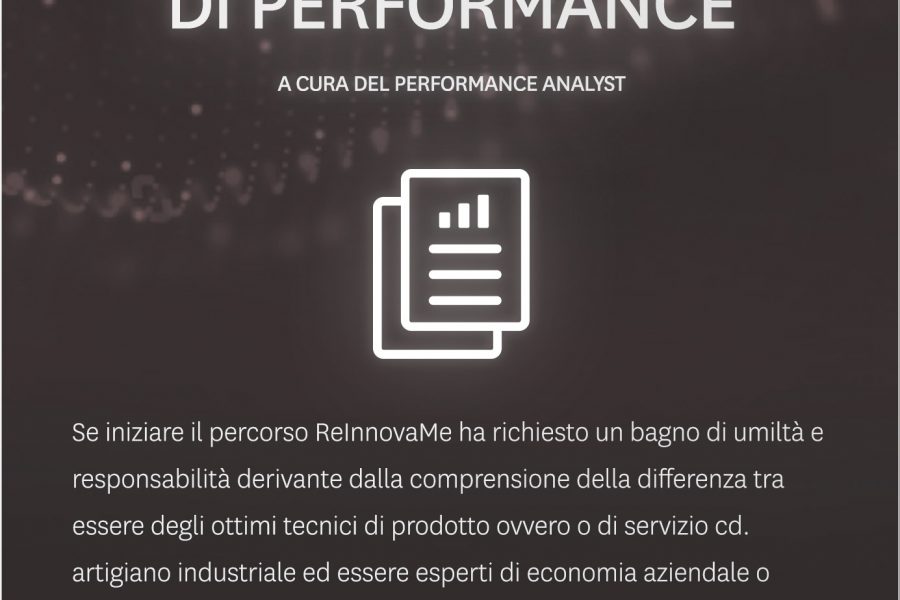 DI PERFORMANCE
A CURA DEL PERFORMANCE ANALYST
Se iniziare il percorso ReInnovaMe ha richiesto un bagno di umiltà e
responsabilità derivante dalla comprensione della differenza tra
essere degli ottimi tecnici di prodotto ovvero o di servizio cd.
artigiano industriale ed essere esperti di economia aziendale o